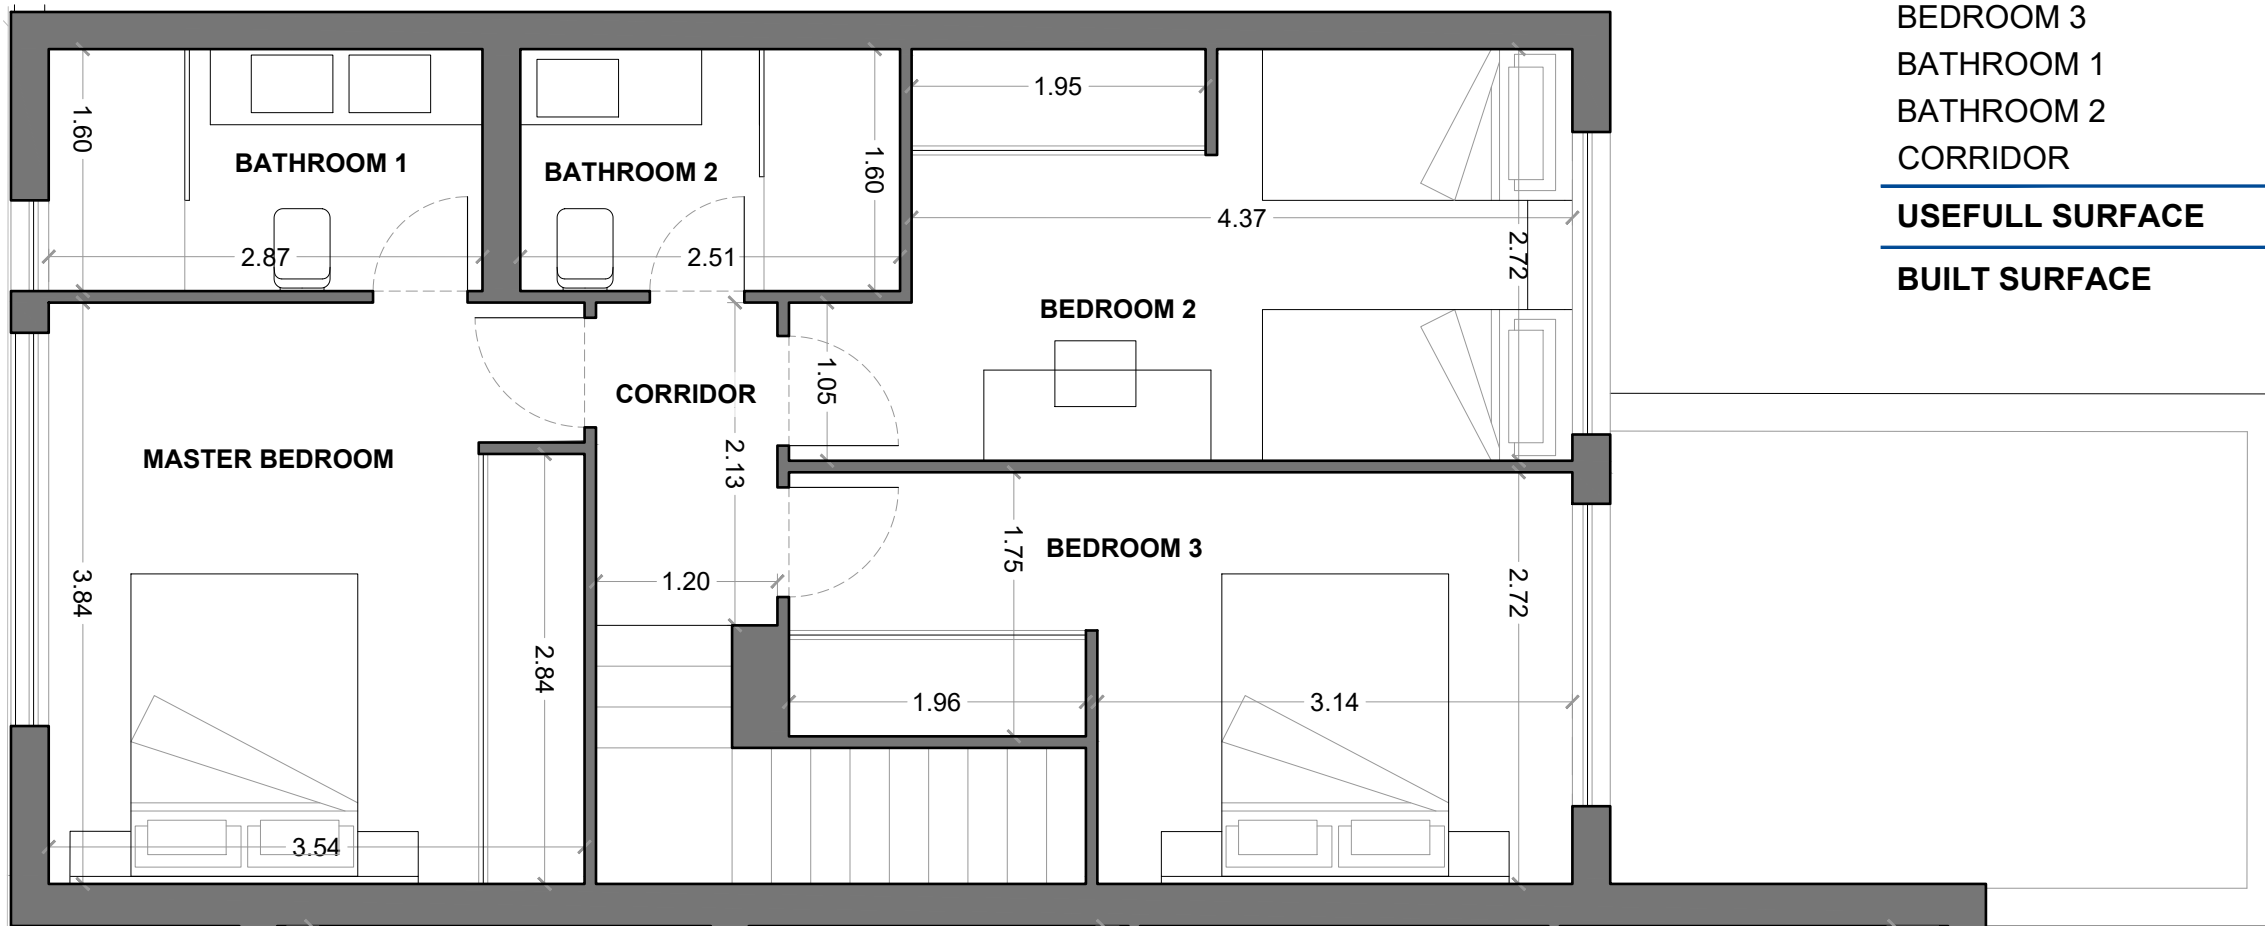 BEDROOM 3
BATHROOM 1
BATHROOM 2
CORRIDOR
USEFULL SURFACE
BUILT SURFACE
1.95
1.60
BATHROOM 1
BATHROOM 2
1.60
4.37
2.87
2.51
2.72
BEDROOM 2
1.05
CORRIDOR
MASTER BEDROOM
2.13
1.75
BEDROOM 3
3.84
1.20
2.72
2.84
1.96
3.14
3.54